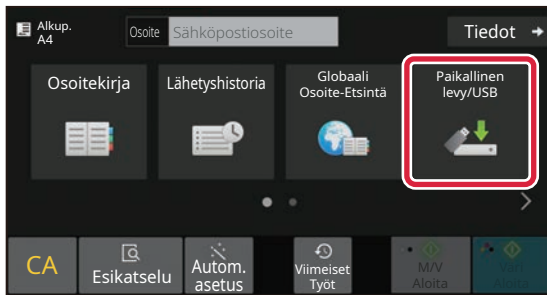 Alkup.
A4
Osoite
Sähköpostiosoite
Tiedot
Osoitekirja
Lähetyshistoria
Globaali
Osoite-Etsintä
Paikallinen
levy/USB
CA
Esikatselu
Autom.
asetus
Viimeiset
Työt
M/V
Aloita
Väri
Aloita